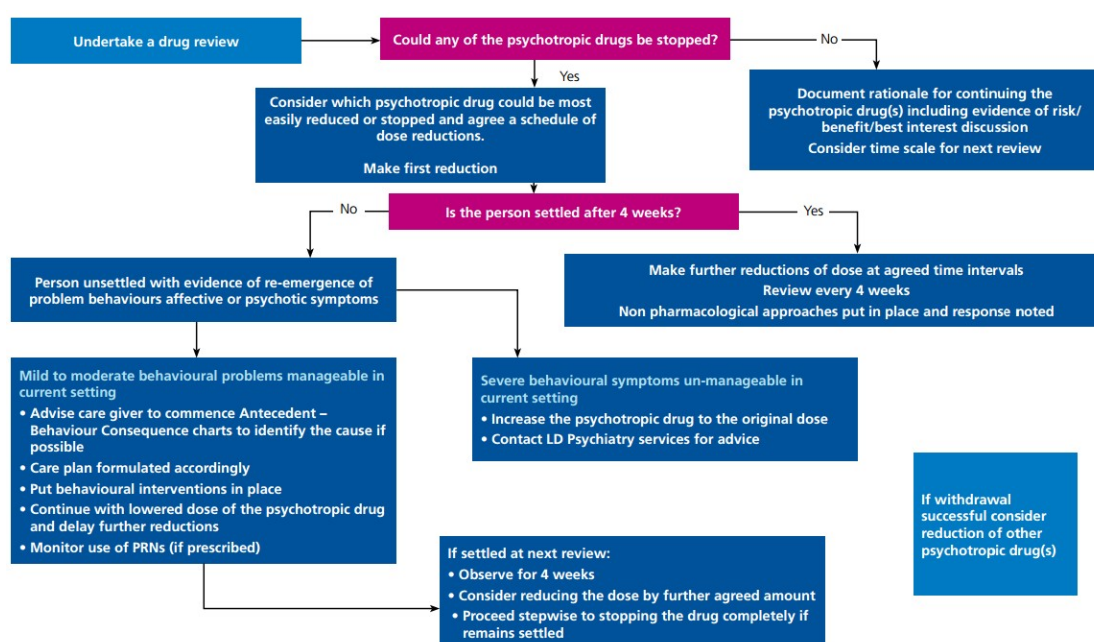 Undertake a drug review
Could any of the psychotropic drugs be stopped?
No
Yes
Document rationale for continuing the
psychotropic drug(s) including evidence of risk/
benefit/best interest discussion
Consider time scale for next review
Consider which psychotropic drug could be most
easily reduced or stopped and agree a schedule of
dose reductions.
Make first reduction
Is the person settled after 4 weeks?
No
Yes
Person unsettled with evidence of re-emergence of
problem behaviours affective or psychotic symptoms
Make further reductions of dose at agreed time intervals
Review every 4 weeks
Non pharmacological approaches put in place and response noted
Mild to moderate behavioural problems manageable in
current setting
• Advise care giver to commence Antecedent –
Behaviour Consequence charts to identify the cause if
possible
• Care plan formulated accordingly
• Put behavioural interventions in place
• Continue with lowered dose of the psychotropic drug
and delay further reductions
• Monitor use of PRNs (if prescribed)
Severe behavioural symptoms un-manageable in
current setting
• Increase the psychotropic drug to the original dose
• Contact LD Psychiatry services for advice
If withdrawal
successful consider
reduction of other
psychotropic drug(s)
If settled at next review:
• Observe for 4 weeks
• Consider reducing the dose by further agreed amount
• Proceed stepwise to stopping the drug completely if
remains settled